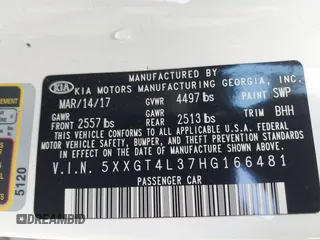 MANUFACTURED BY
KIA KIA MOTORS MANUFACTURING GEORGIA, INC.
MAR/14/17 GVWR 4497 lbs PAINT SWP
GAWR FRONT 2557 lbs GAWR REAR 2513 lbs TRIM BHH
THIS VEHICLE CONFORMS TO ALL APPLICABLE FEDERAL
MOTOR VEHICLE SAFETY, BUMPER, AND THEFT PREVENTION
STANDARDS IN EFFECT ON THE DATE OF MANUFACTURE
SHOWN ABOVE.
V.I.N. 5XXGT4L37HG166481
PASSENGER CAR
5120
DREAMBID